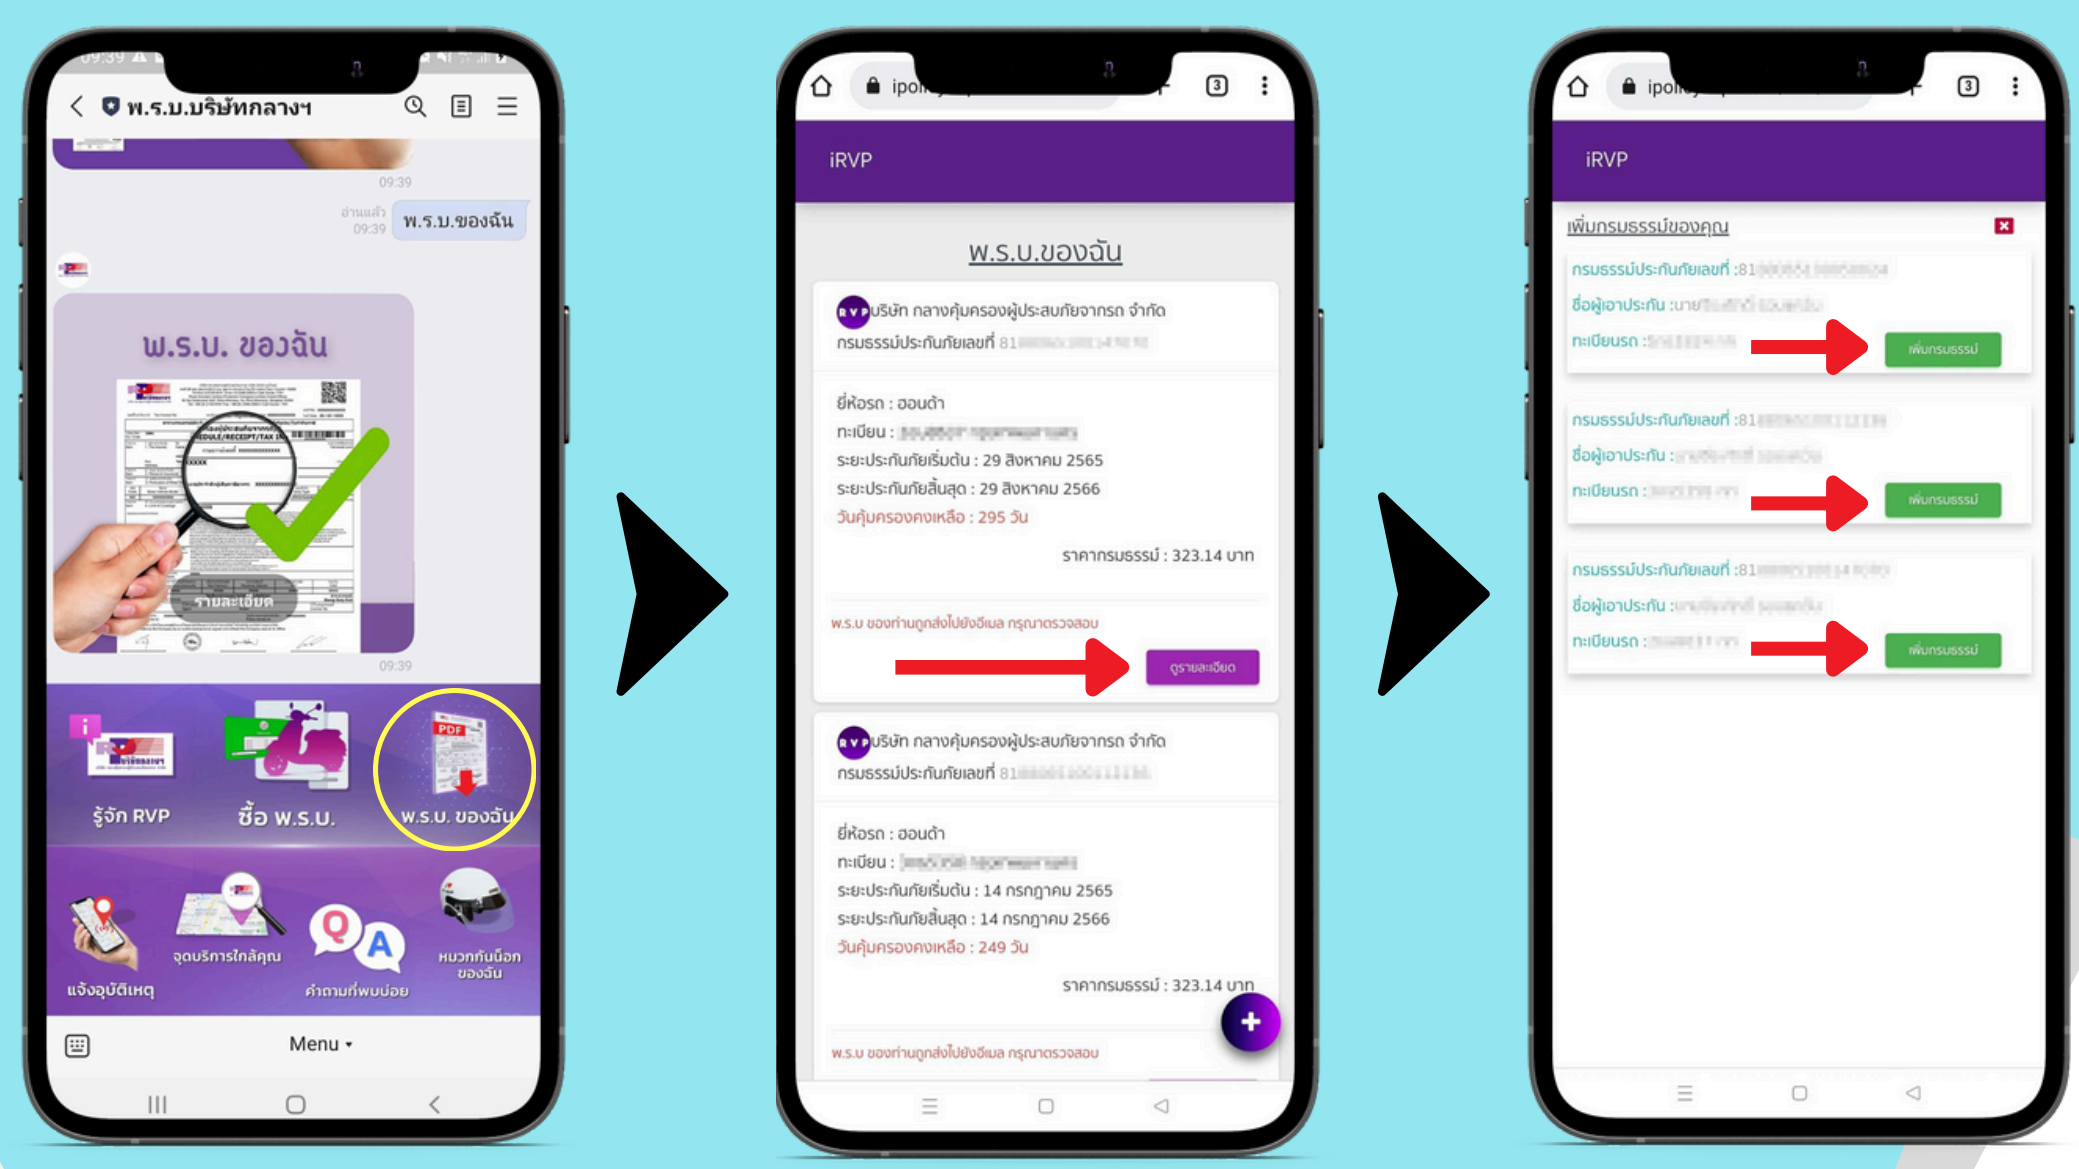 09:39
พ.ร.บ.บริษัทกลางฯ
09:39
อ่านแล้ว
09:39
พ.ร.บ.ของฉัน
พ.ร.บ. ของฉัน
รายละเอียด
09:39
PDF
รู้จัก RVP
ซื้อ พ.ร.บ.
พ.ร.บ. ของฉัน
Q A
แจ้งอุบัติเหตุ
จุดบริการใกล้คุณ
คำถามที่พบบ่อย
หมวกกันน็อก
ของฉัน
Menu
3
iRVP
พ.ร.บ.ของฉัน
RVP บริษัท กลางคุ้มครองผู้ประสบภัยจากรถ จำกัด
กรมธรรม์ประกันภัยเลขที่ 81
ยี่ห้อรถ : ฮอนด้า
ทะเบียน :
ระยะประกันภัยเริ่มต้น : 29 สิงหาคม 2565
ระยะประกันภัยสิ้นสุด : 29 สิงหาคม 2566
วันคุ้มครองคงเหลือ : 295 วัน
ราคากรมธรรม์ : 323.14 บาท
พ.ร.บ ของท่านถูกส่งไปยังอีเมล กรุณาตรวจสอบ
ดูรายละเอียด
RVP บริษัท กลางคุ้มครองผู้ประสบภัยจากรถ จำกัด
กรมธรรม์ประกันภัยเลขที่ 81
ยี่ห้อรถ : ฮอนด้า
ทะเบียน :
ระยะประกันภัยเริ่มต้น : 14 กรกฎาคม 2565
ระยะประกันภัยสิ้นสุด : 14 กรกฎาคม 2566
วันคุ้มครองคงเหลือ : 249 วัน
ราคากรมธรรม์ : 323.14 บาท
พ.ร.บ ของท่านถูกส่งไปยังอีเมล กรุณาตรวจสอบ
3
iRVP
เพิ่มกรมธรรม์ของคุณ
กรมธรรม์ประกันภัยเลขที่ :81
ชื่อผู้เอาประกัน :นาย
ทะเบียนรถ :
เพิ่มกรมธรรม์
กรมธรรม์ประกันภัยเลขที่ :81
ชื่อผู้เอาประกัน :
ทะเบียนรถ :
เพิ่มกรมธรรม์
กรมธรรม์ประกันภัยเลขที่ :81
ชื่อผู้เอาประกัน :
ทะเบียนรถ :
เพิ่มกรมธรรม์